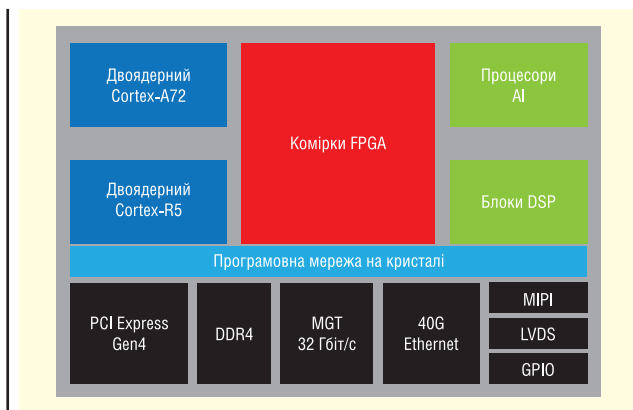 Двоядерний
Cortex-A72
Комірки FPGA
Процесори
AI
Двоядерний
Cortex-R5
Блоки DSP
Програмовна мережа на кристалі
PCI Express
Gen4
DDR4
MGT
32 Гбіт/с
40G
Ethernet
MIPI
LVDS
GPIO